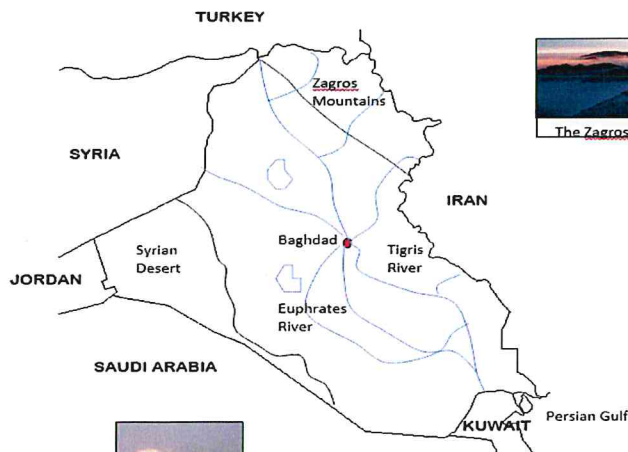 TURKEY
Zagros
Mountains
The Zagros
SYRIA
IRAN
Baghdad
Tigris
River
Syrian
Desert
JORDAN
Euphrates
River
SAUDI ARABIA
KUWAIT
Persian Gulf